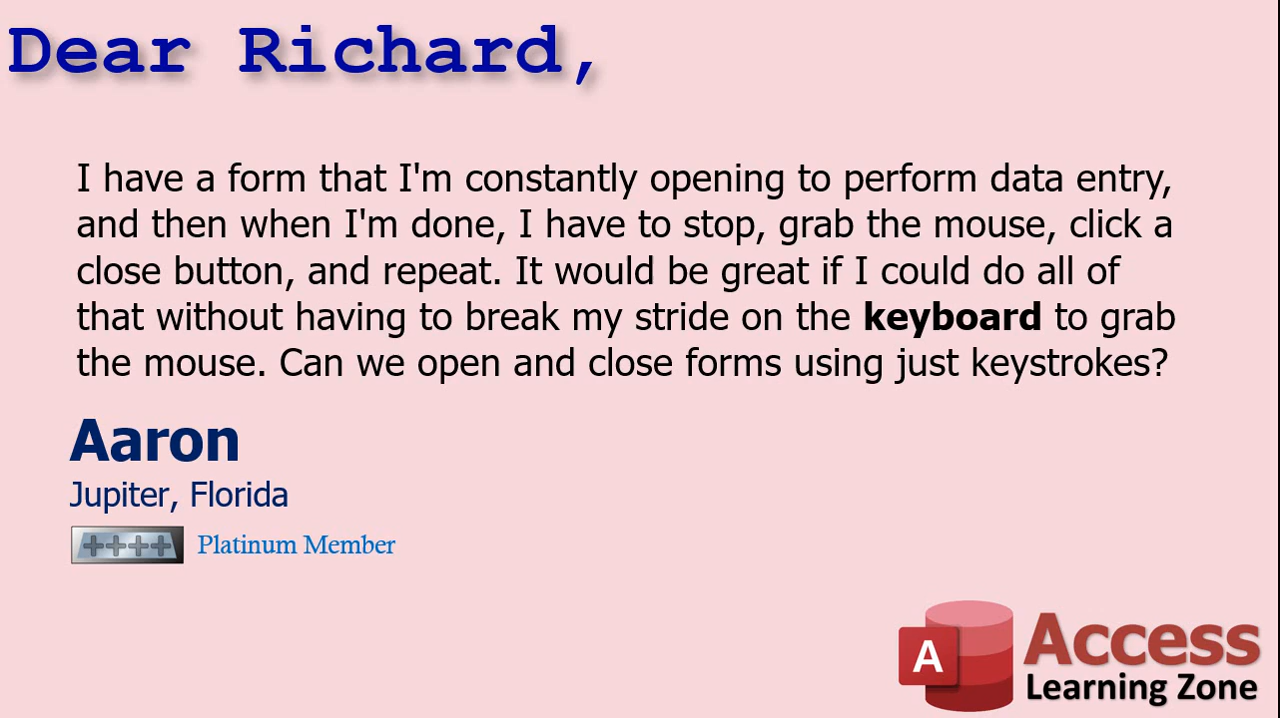 Dear Richard,
I have a form that I'm constantly opening to perform data entry,
and then when I'm done, I have to stop, grab the mouse, click a
close button, and repeat. It would be great if I could do all of
that without having to break my stride on the keyboard to grab
the mouse. Can we open and close forms using just keystrokes?
Aaron
Jupiter, Florida
Platinum Member
A Access
Learning Zone